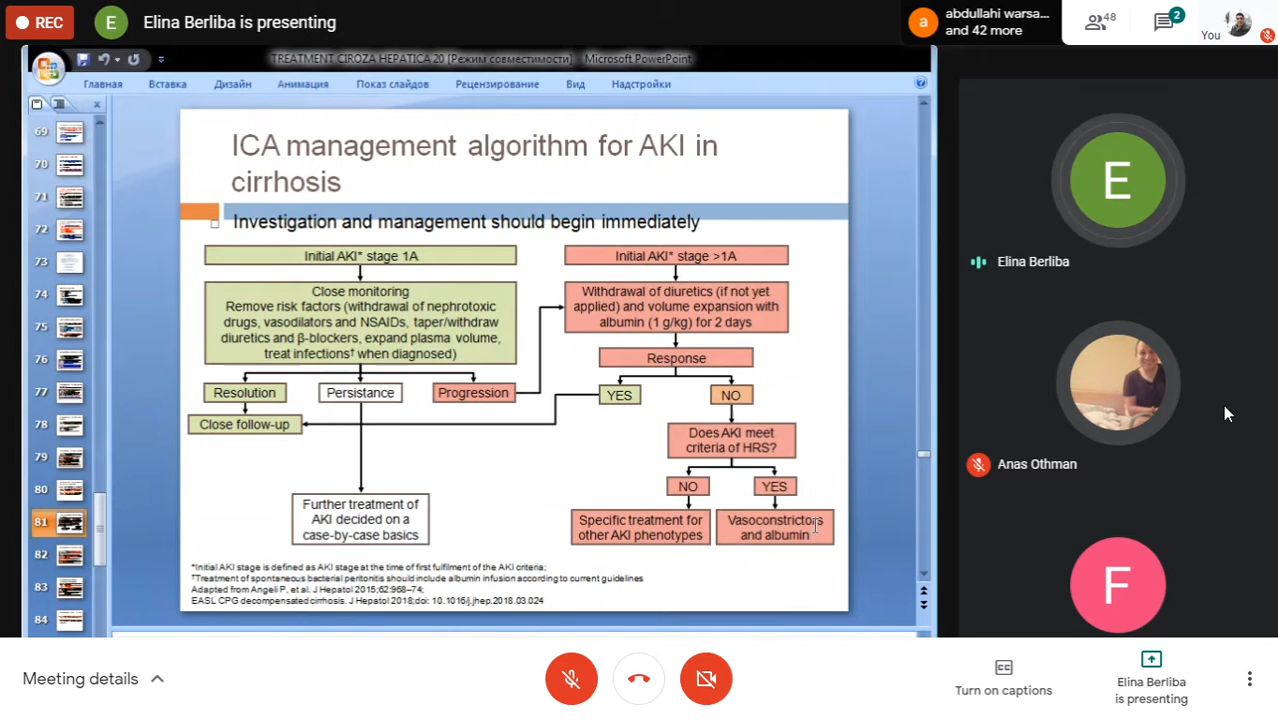 REC
E
Elina Berliba is presenting
a
abdullahi warsa...
and 42 more
48
2
You
TREATMENT CIROZA HEPATICA 20 [Режим совместимости] - Microsoft PowerPoint
Главная Вставка Дизайн Анимация Показ слайдов Рецензирование Вид Надстройки
69
70
71
72
73
74
75
76
77
78
79
80
81
82
83
84
ICA management algorithm for AKI in
cirrhosis
Investigation and management should begin immediately
Initial AKI* stage 1A
Close monitoring
Remove risk factors (withdrawal of nephrotoxic
drugs, vasodilators and NSAIDs, taper/withdraw
diuretics and β-blockers, expand plasma volume,
treat infections† when diagnosed)
Resolution
Persistance
Progression
Close follow-up
Further treatment of
AKI decided on a
case-by-case basics
Initial AKI* stage >1A
Withdrawal of diuretics (if not yet
applied) and volume expansion with
albumin (1 g/kg) for 2 days
Response
YES
NO
Does AKI meet
criteria of HRS?
NO
YES
Specific treatment for
other AKI phenotypes
Vasoconstrictors
and albumin
*Initial AKI stage is defined as AKI stage at the time of first fulfilment of the AKI criteria;
†Treatment of spontaneous bacterial peritonitis should include albumin infusion according to current guidelines
Adapted from Angeli P, et al. J Hepatol 2015;62:968–74;
EASL CPG decompensated cirrhosis. J Hepatol 2018;doi: 10.1016/j.jhep.2018.03.024
E
Elina Berliba
Anas Othman
F
Meeting details
Turn on captions
Elina Berliba
is presenting